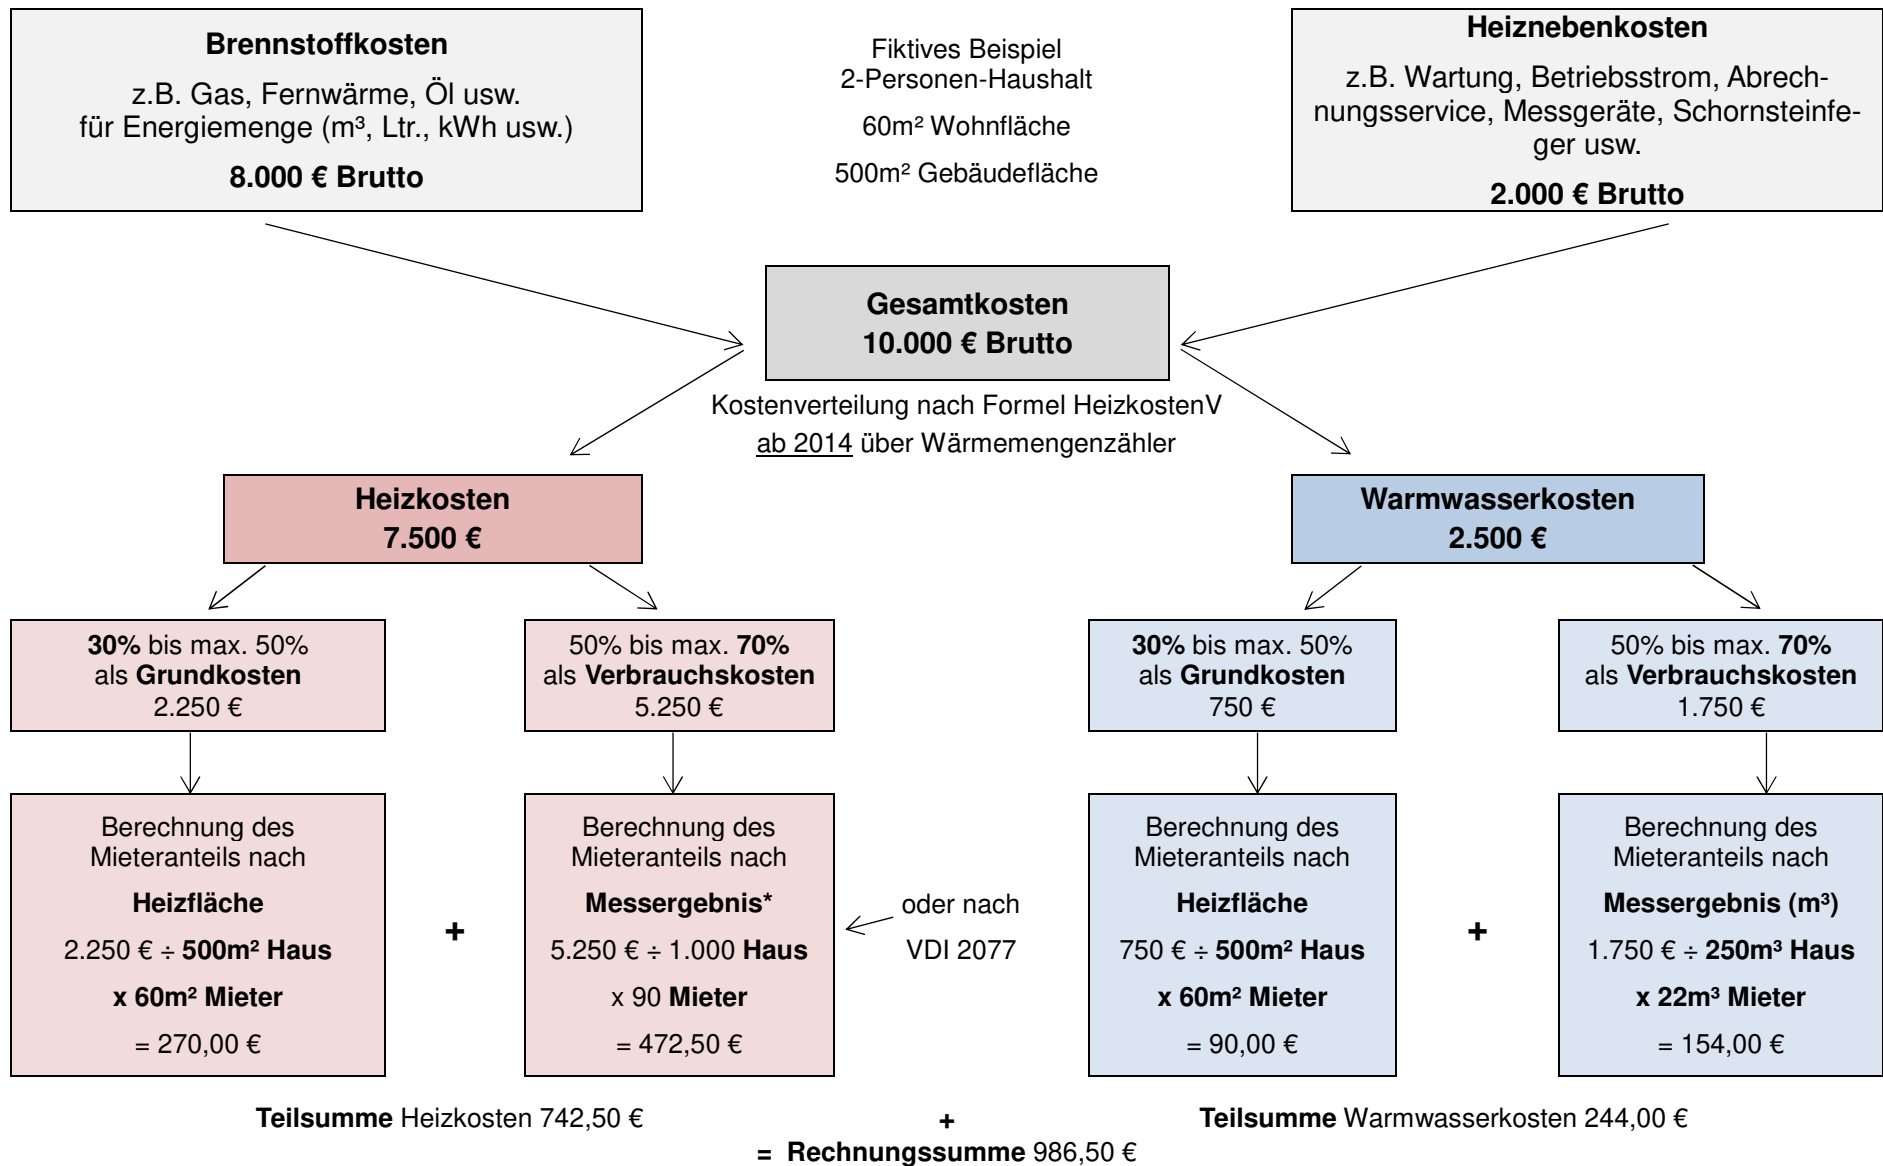 Brennstoffkosten
z.B. Gas, Fernwärme, Öl usw.
für Energiemenge (m³, Ltr., kWh usw.)
8.000 € Brutto
Fiktives Beispiel
2-Personen-Haushalt
60m² Wohnfläche
500m² Gebäudefläche
Heiznebenkosten
z.B. Wartung, Betriebsstrom, Abrech-
nungsservice, Messgeräte, Schornsteinfe-
ger usw.
2.000 € Brutto
Gesamtkosten
10.000 € Brutto
Kostenverteilung nach Formel HeizkostenV
ab 2014 über Wärmemengenzähler
Heizkosten
7.500 €
Warmwasserkosten
2.500 €
30% bis max. 50%
als Grundkosten
2.250 €
50% bis max. 70%
als Verbrauchskosten
5.250 €
30% bis max. 50%
als Grundkosten
750 €
50% bis max. 70%
als Verbrauchskosten
1.750 €
Berechnung des
Mieteranteils nach
Heizfläche
2.250 € ÷ 500m² Haus
x 60m² Mieter
= 270,00 €
+
Berechnung des
Mieteranteils nach
Messergebnis*
5.250 € ÷ 1.000 Haus
x 90 Mieter
= 472,50 €
oder nach
VDI 2077
Berechnung des
Mieteranteils nach
Heizfläche
750 € ÷ 500m² Haus
x 60m² Mieter
= 90,00 €
+
Berechnung des
Mieteranteils nach
Messergebnis (m³)
1.750 € ÷ 250m³ Haus
x 22m³ Mieter
= 154,00 €
Teilsumme Heizkosten 742,50 €
+
Teilsumme Warmwasserkosten 244,00 €
= Rechnungssumme 986,50 €